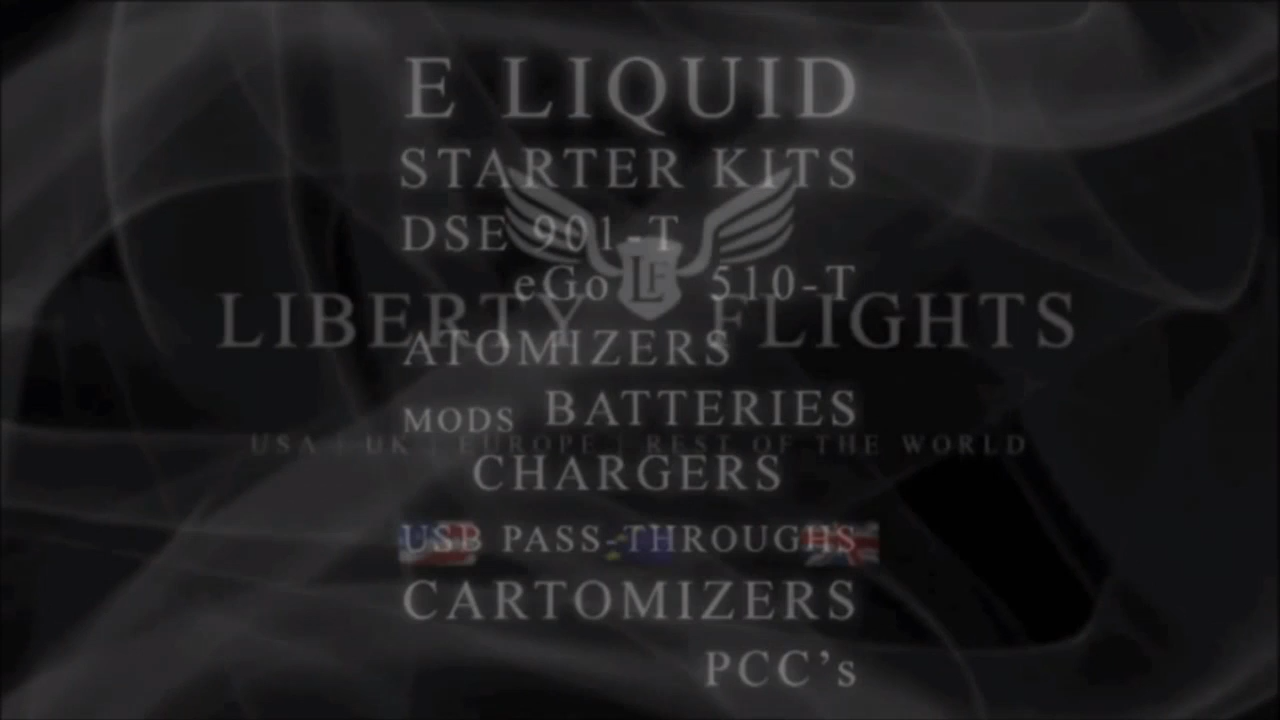 E LIQUID
STARTER KITS
DSE 901-T
eGo 510-T
LF
LIBERTY FLIGHTS
ATOMIZERS
MODS BATTERIES
USA | UK | EUROPE | REST OF THE WORLD
CHARGERS
USB PASS-THROUGHS
CARTOMIZERS
PCC’s